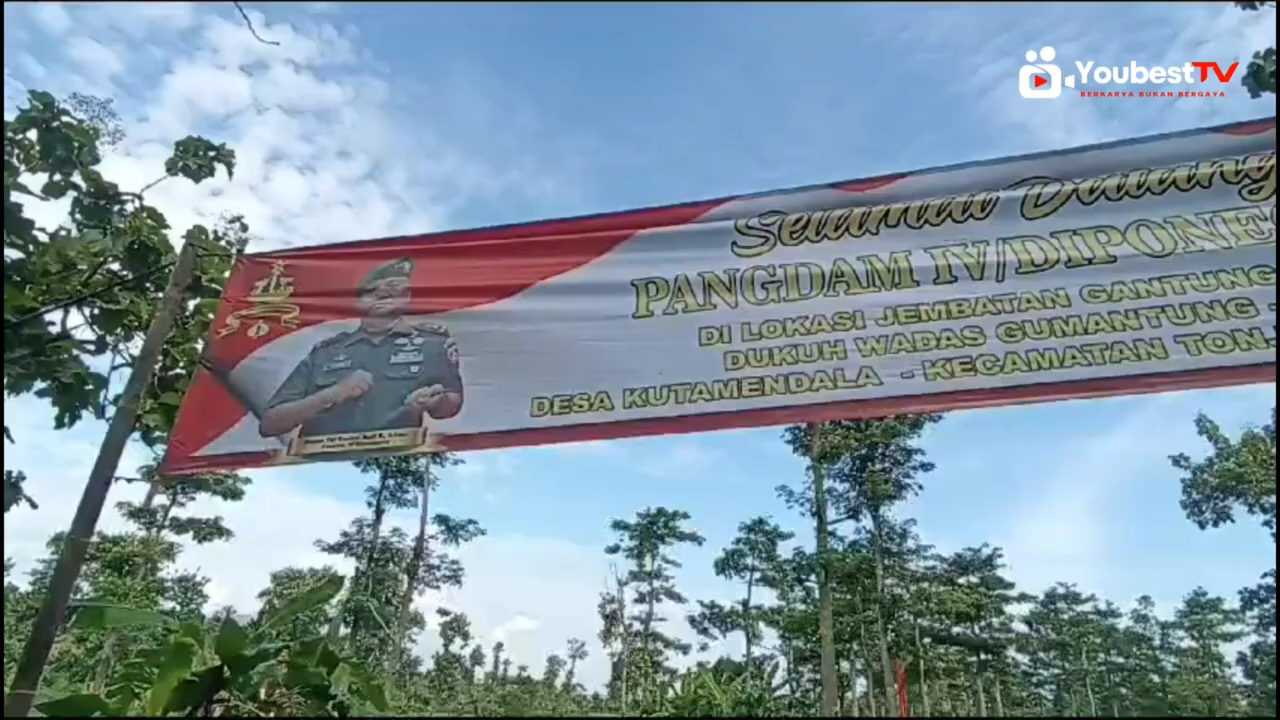 YoubestTV
BERKARYA BUKAN BERGAYA
Selamat Datang
PANGDAM IV/DIPONE
DI LOKASI JEMBATAN GANTUNG
DUKUH WADAS GUMANTUNG -
DESA KUTAMENDALA - KECAMATAN TON